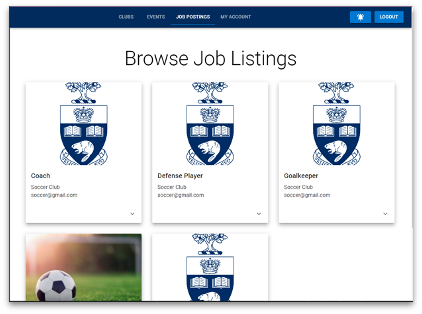 CLUBS EVENTS JOB POSTINGS MY ACCOUNT LOGOUT
Browse Job Listings
Coach
Soccer Club
soccer@gmail.com
Defense Player
Soccer Club
soccer@gmail.com
Goalkeeper
Soccer Club
soccer@gmail.com